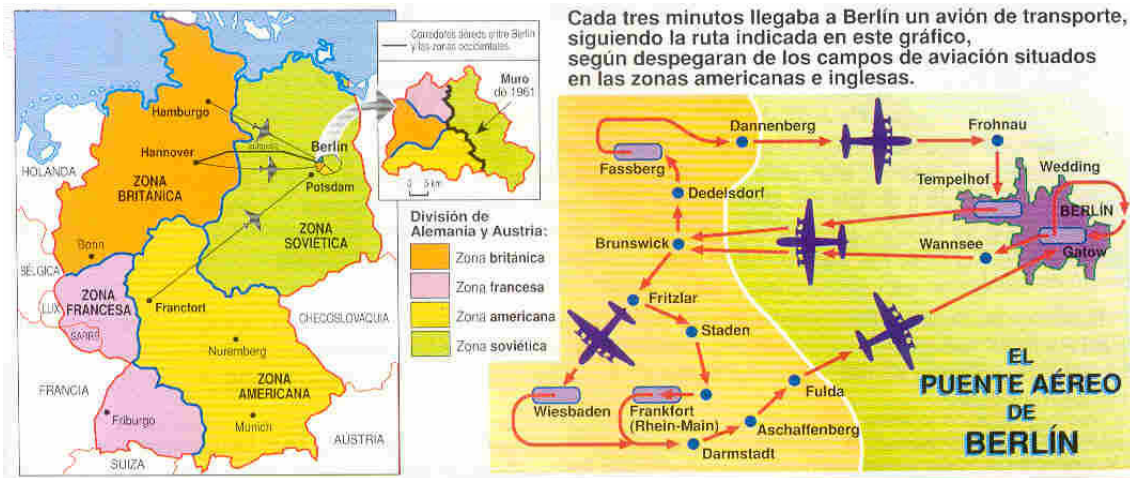 Hamburgo
Hannover
Berlín
Potsdam
HOLANDA
ZONA
BRITÁNICA
ZONA
SOVIÉTICA
Bonn
BÉLGICA
ZONA
FRANCESA
LUX
SARRE
Francfort
CHECOSLOVAQUIA
Nuremberg
FRANCIA
ZONA
AMERICANA
Friburgo
Munich
AUSTRIA
SUIZA
Corredores aéreos entre Berlín
y las zonas occidentales
Muro
de 1961
0 5 km
División de
Alemania y Austria:
Zona británica
Zona francesa
Zona americana
Zona soviética
Cada tres minutos llegaba a Berlín un avión de transporte,
siguiendo la ruta indicada en este gráfico,
según despegaran de los campos de aviación situados
en las zonas americanas e inglesas.
Dannenberg
Frohnau
Fassberg
Tempelhof
Wedding
Dedelsdorf
BERLÍN
Brunswick
Wannsee
Gatow
Fritzlar
Staden
Wiesbaden
Frankfort
(Rhein-Main)
Fulda
Aschaffenberg
Darmstadt
EL
PUENTE AÉREO
DE
BERLÍN